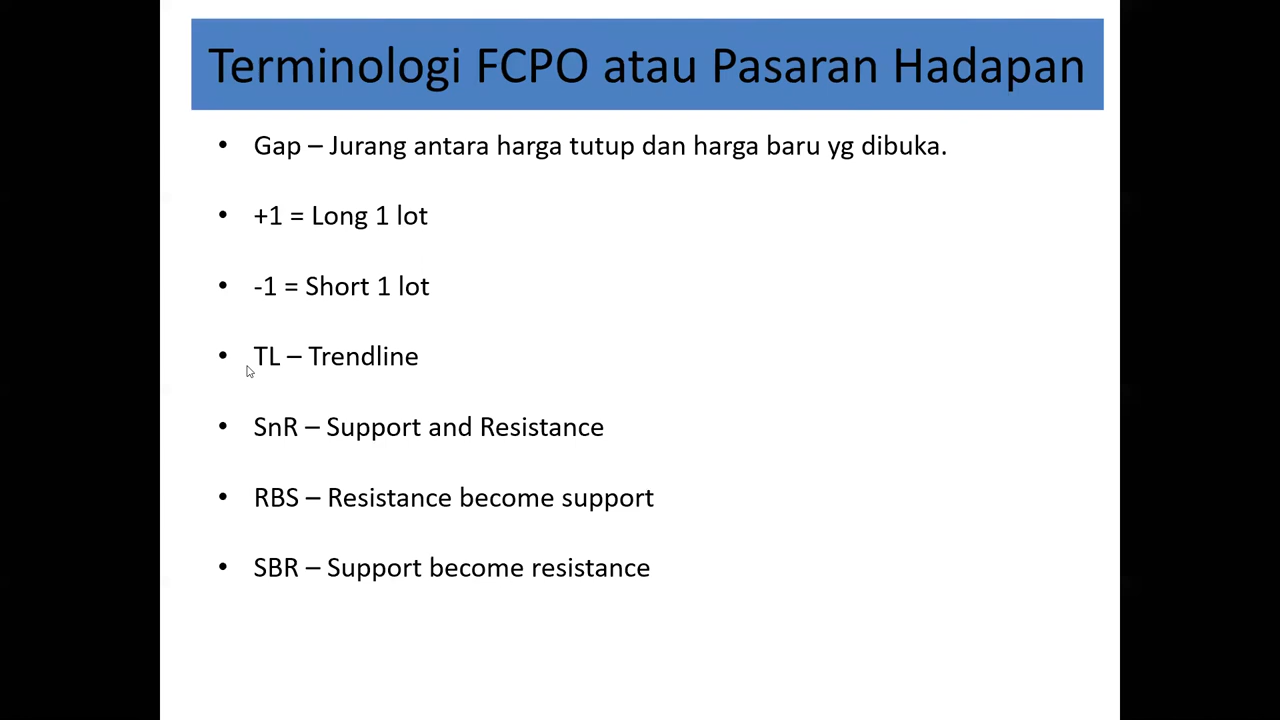 Terminologi FCPO atau Pasaran Hadapan
• Gap – Jurang antara harga tutup dan harga baru yg dibuka.
• +1 = Long 1 lot
• -1 = Short 1 lot
• TL – Trendline
• SnR – Support and Resistance
• RBS – Resistance become support
• SBR – Support become resistance